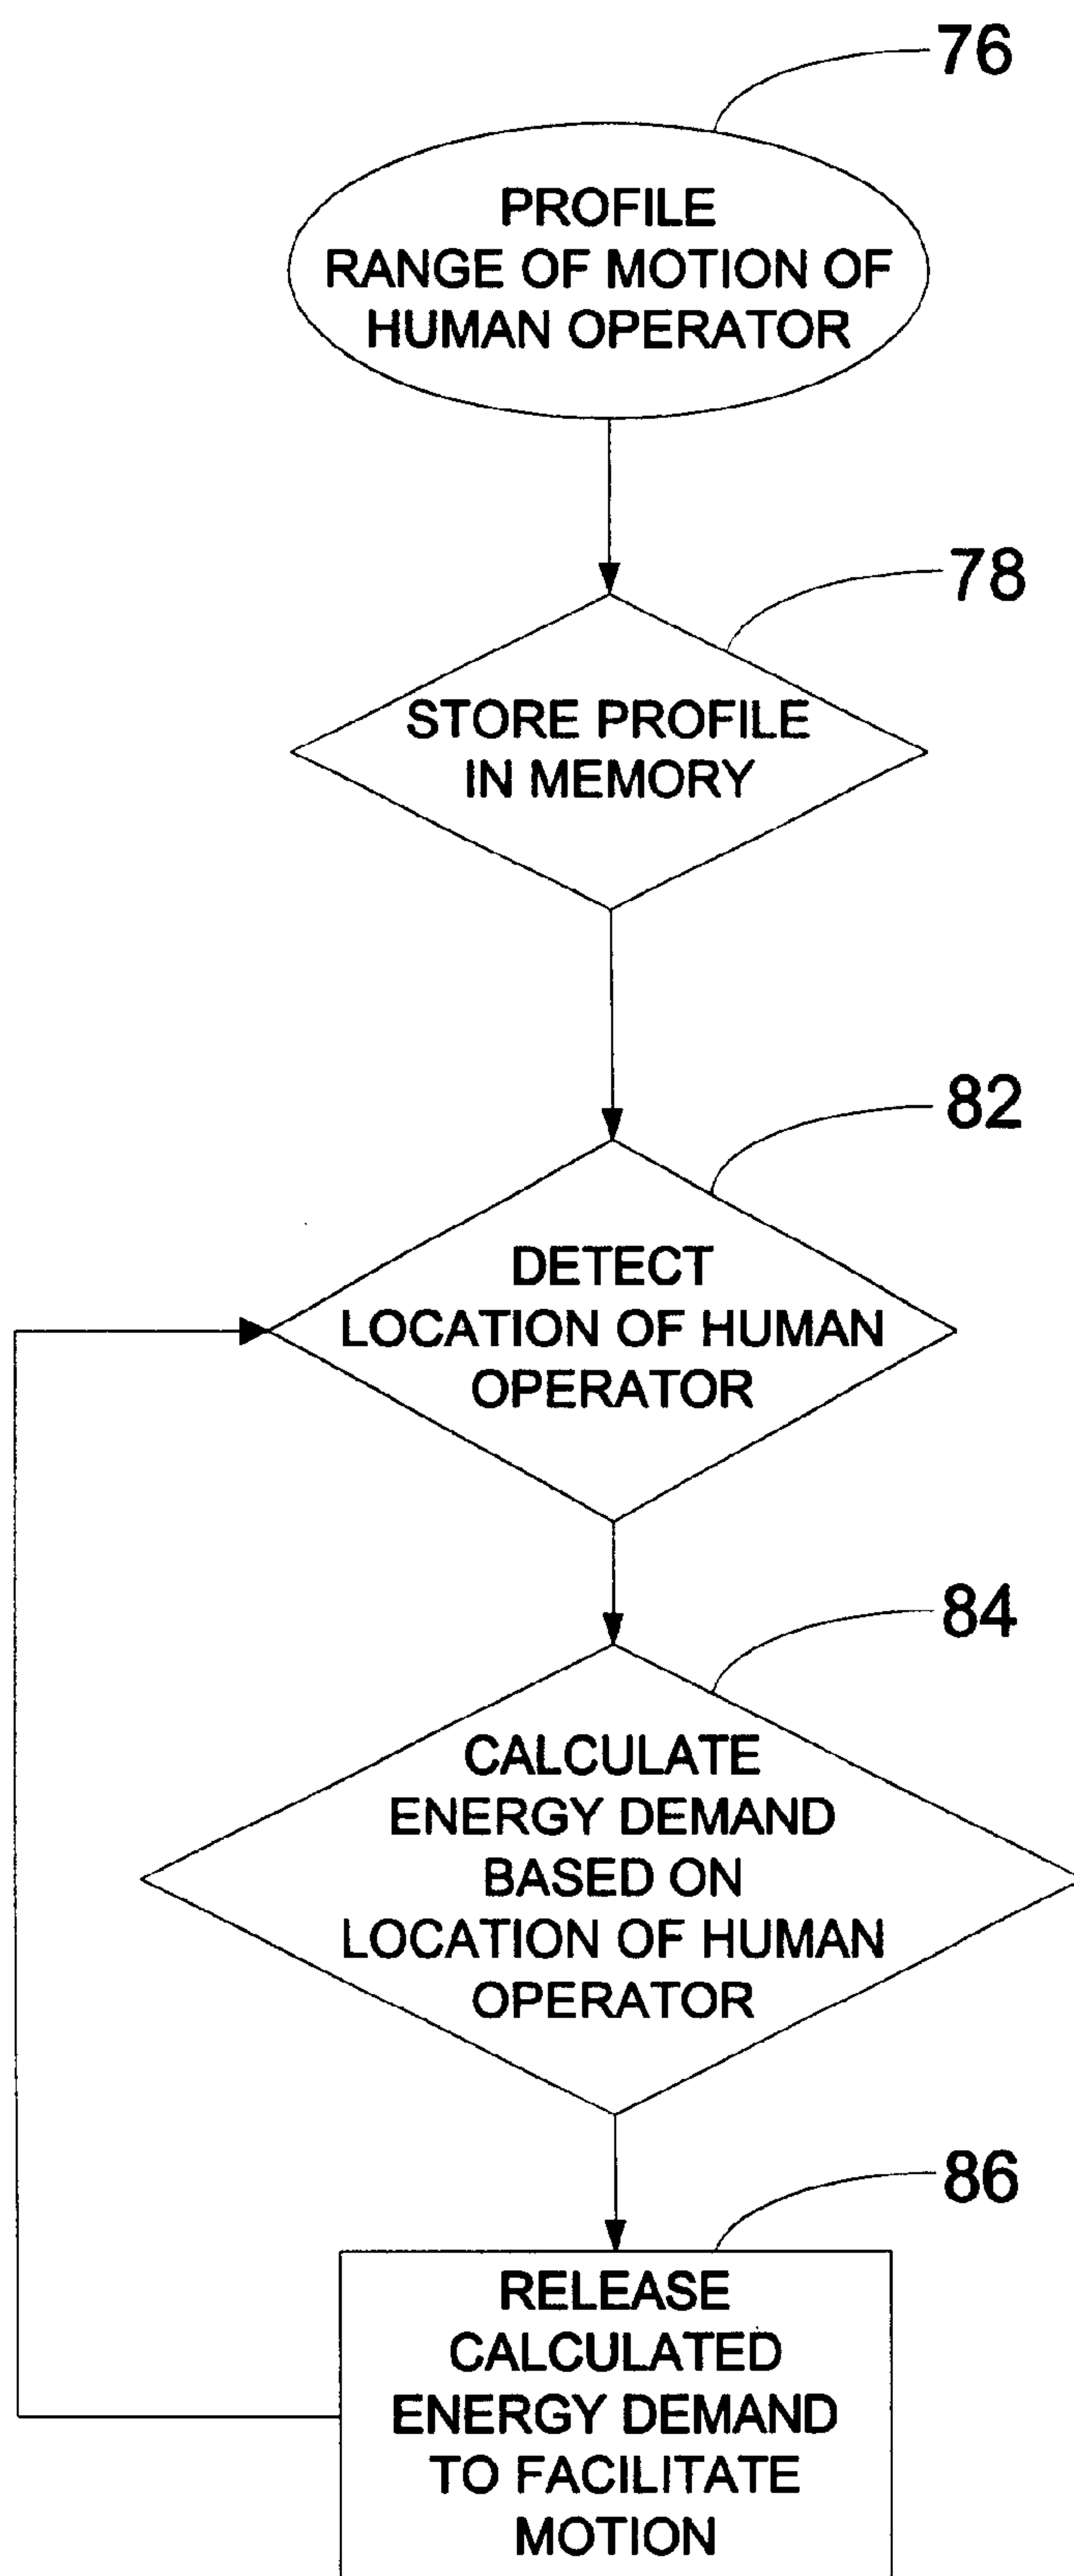 76
PROFILE
RANGE OF MOTION OF
HUMAN OPERATOR
78
STORE PROFILE
IN MEMORY
82
DETECT
LOCATION OF HUMAN
OPERATOR
84
CALCULATE
ENERGY DEMAND
BASED ON
LOCATION OF HUMAN
OPERATOR
86
RELEASE
CALCULATED
ENERGY DEMAND
TO FACILITATE
MOTION